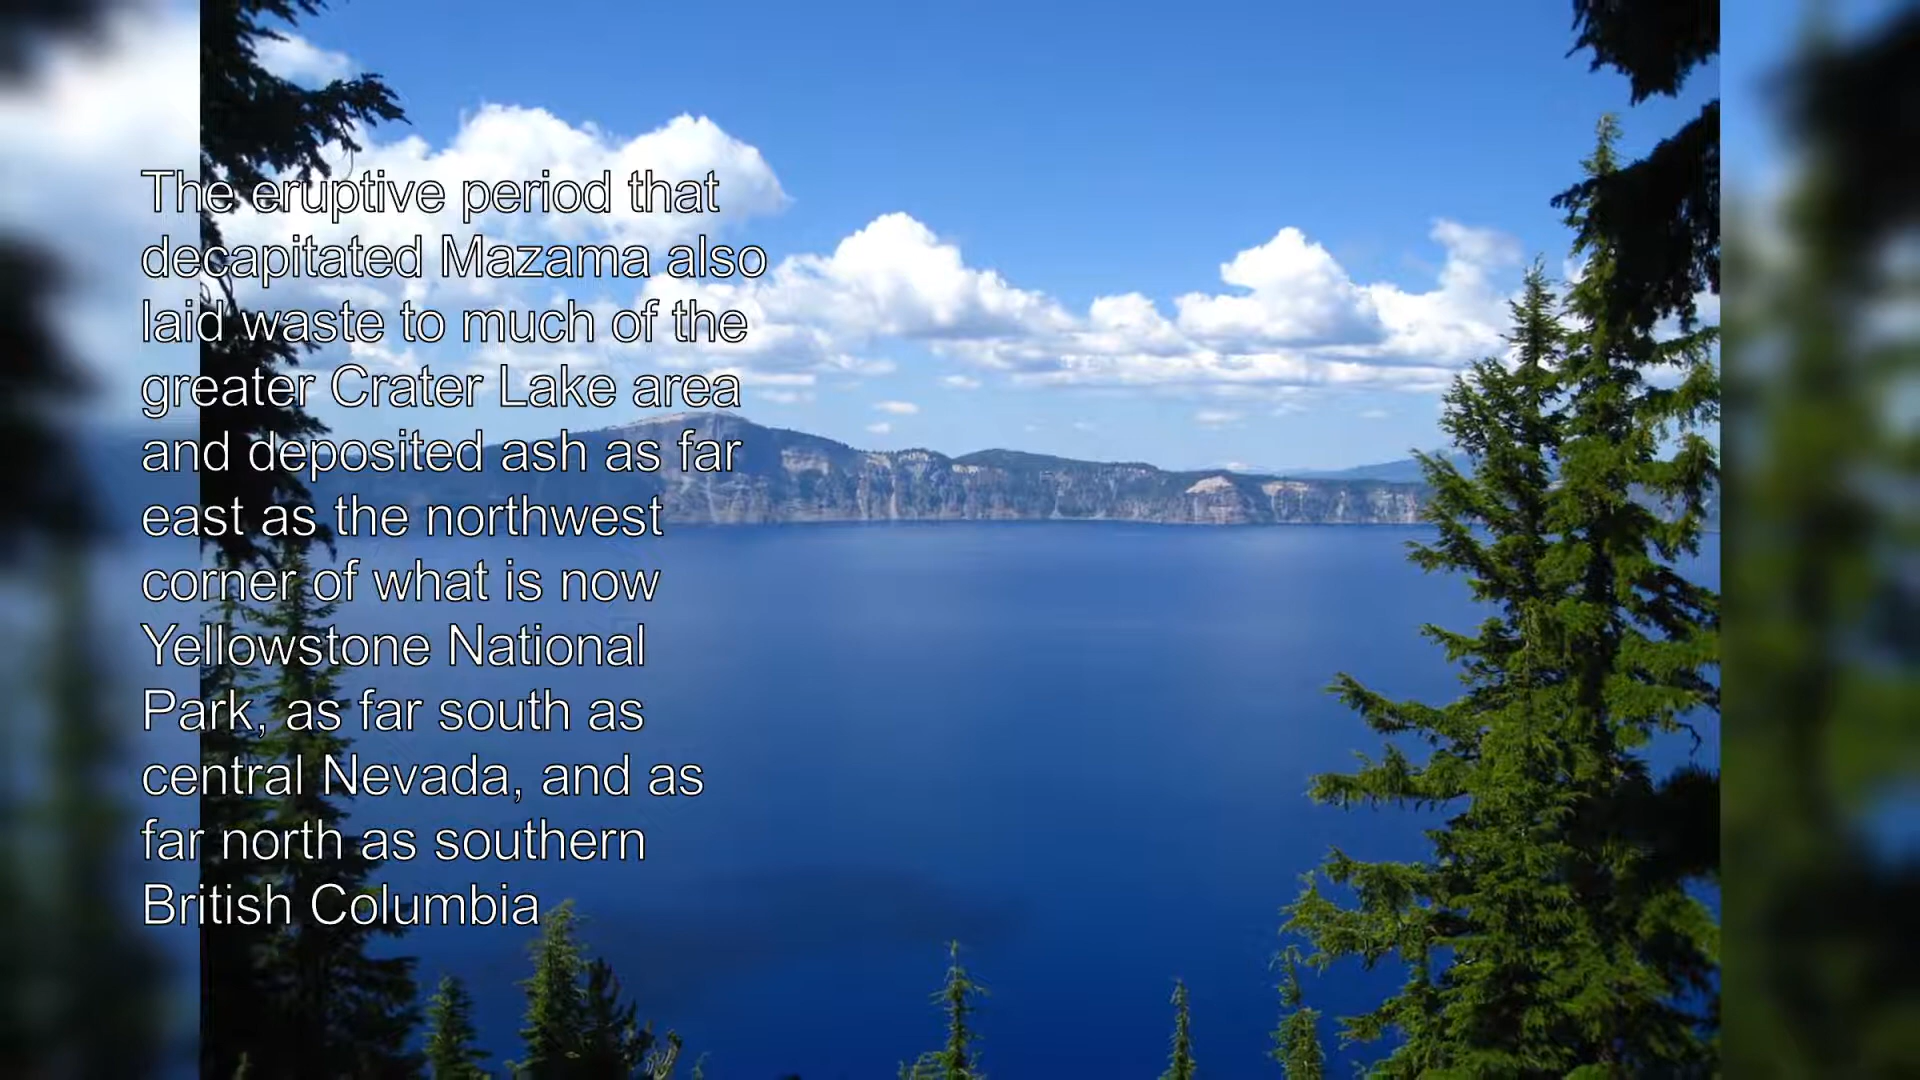 The eruptive period that
decapitated Mazama also
laid waste to much of the
greater Crater Lake area
and deposited ash as far
east as the northwest
corner of what is now
Yellowstone National
Park, as far south as
central Nevada, and as
far north as southern
British Columbia